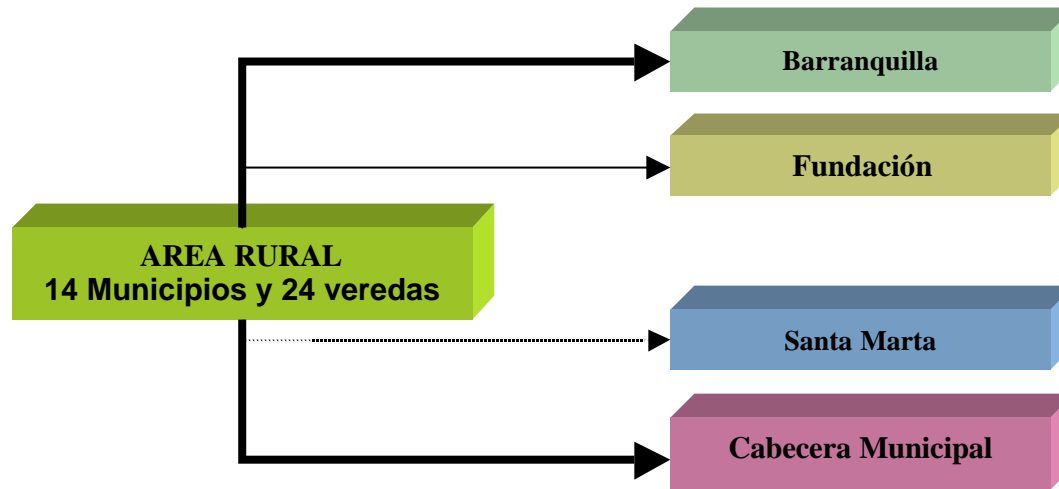 Barranquilla
Fundación
AREA RURAL
14 Municipios y 24 veredas
Santa Marta
Cabecera Municipal